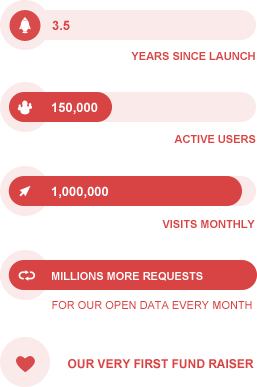 3.5
YEARS SINCE LAUNCH
150,000
ACTIVE USERS
1,000,000
VISITS MONTHLY
MILLIONS MORE REQUESTS
FOR OUR OPEN DATA EVERY MONTH
OUR VERY FIRST FUND RAISER